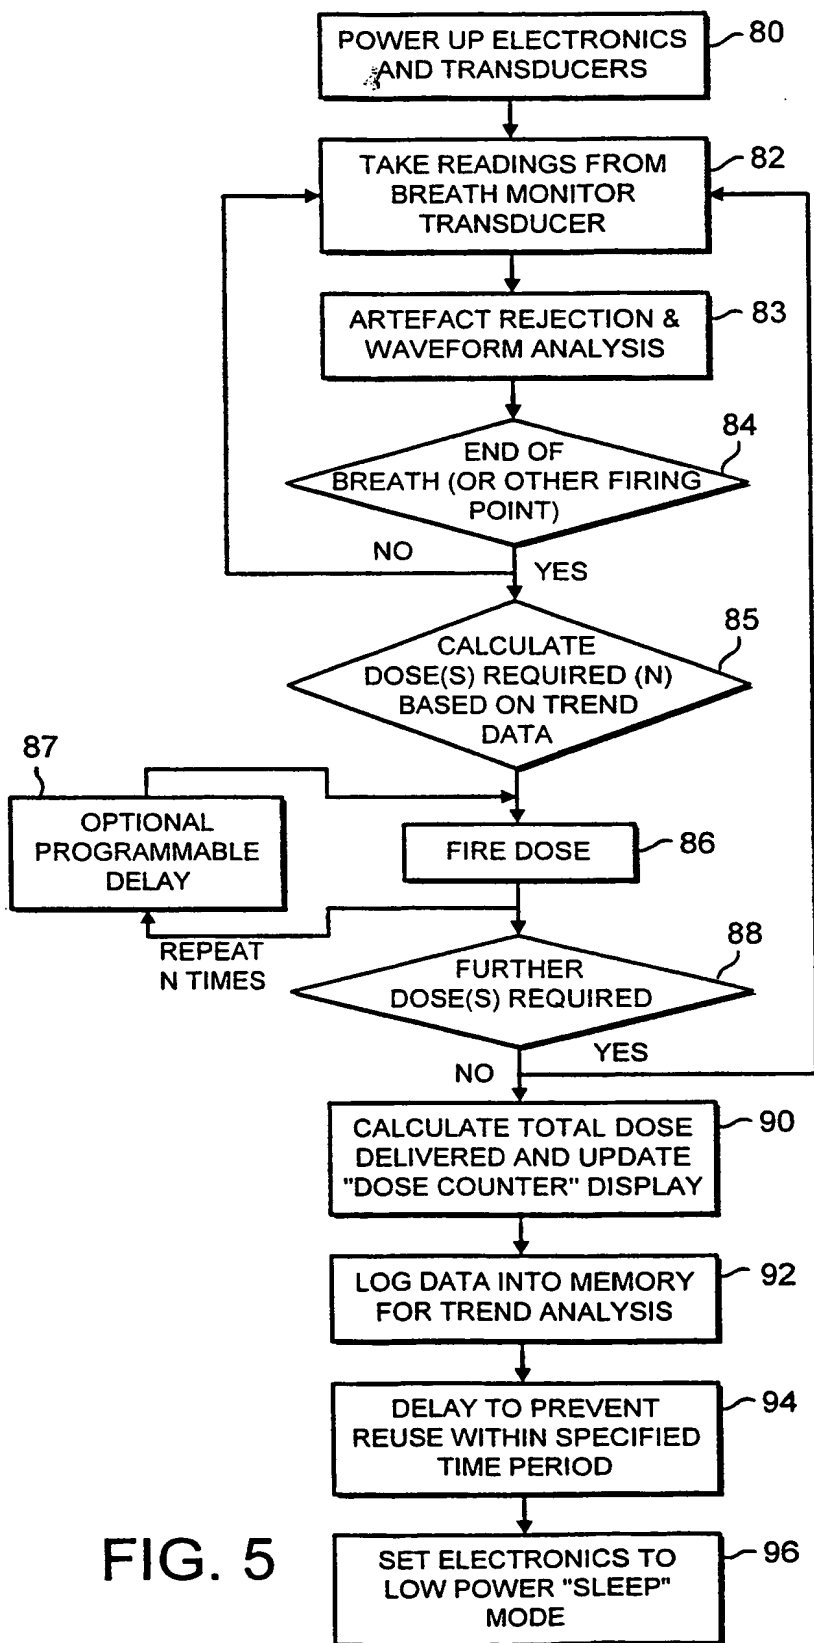 POWER UP ELECTRONICS
AND TRANSDUCERS
80
TAKE READINGS FROM
BREATH MONITOR
TRANSDUCER
82
ARTEFACT REJECTION &
WAVEFORM ANALYSIS
83
END OF
BREATH (OR OTHER FIRING
POINT)
84
NO
YES
CALCULATE
DOSE(S) REQUIRED (N)
BASED ON TREND
DATA
85
87
OPTIONAL
PROGRAMMABLE
DELAY
FIRE DOSE
86
REPEAT
N TIMES
FURTHER
DOSE(S) REQUIRED
88
YES
NO
CALCULATE TOTAL DOSE
DELIVERED AND UPDATE
"DOSE COUNTER" DISPLAY
90
LOG DATA INTO MEMORY
FOR TREND ANALYSIS
92
DELAY TO PREVENT
REUSE WITHIN SPECIFIED
TIME PERIOD
94
SET ELECTRONICS TO
LOW POWER "SLEEP"
MODE
96
FIG. 5